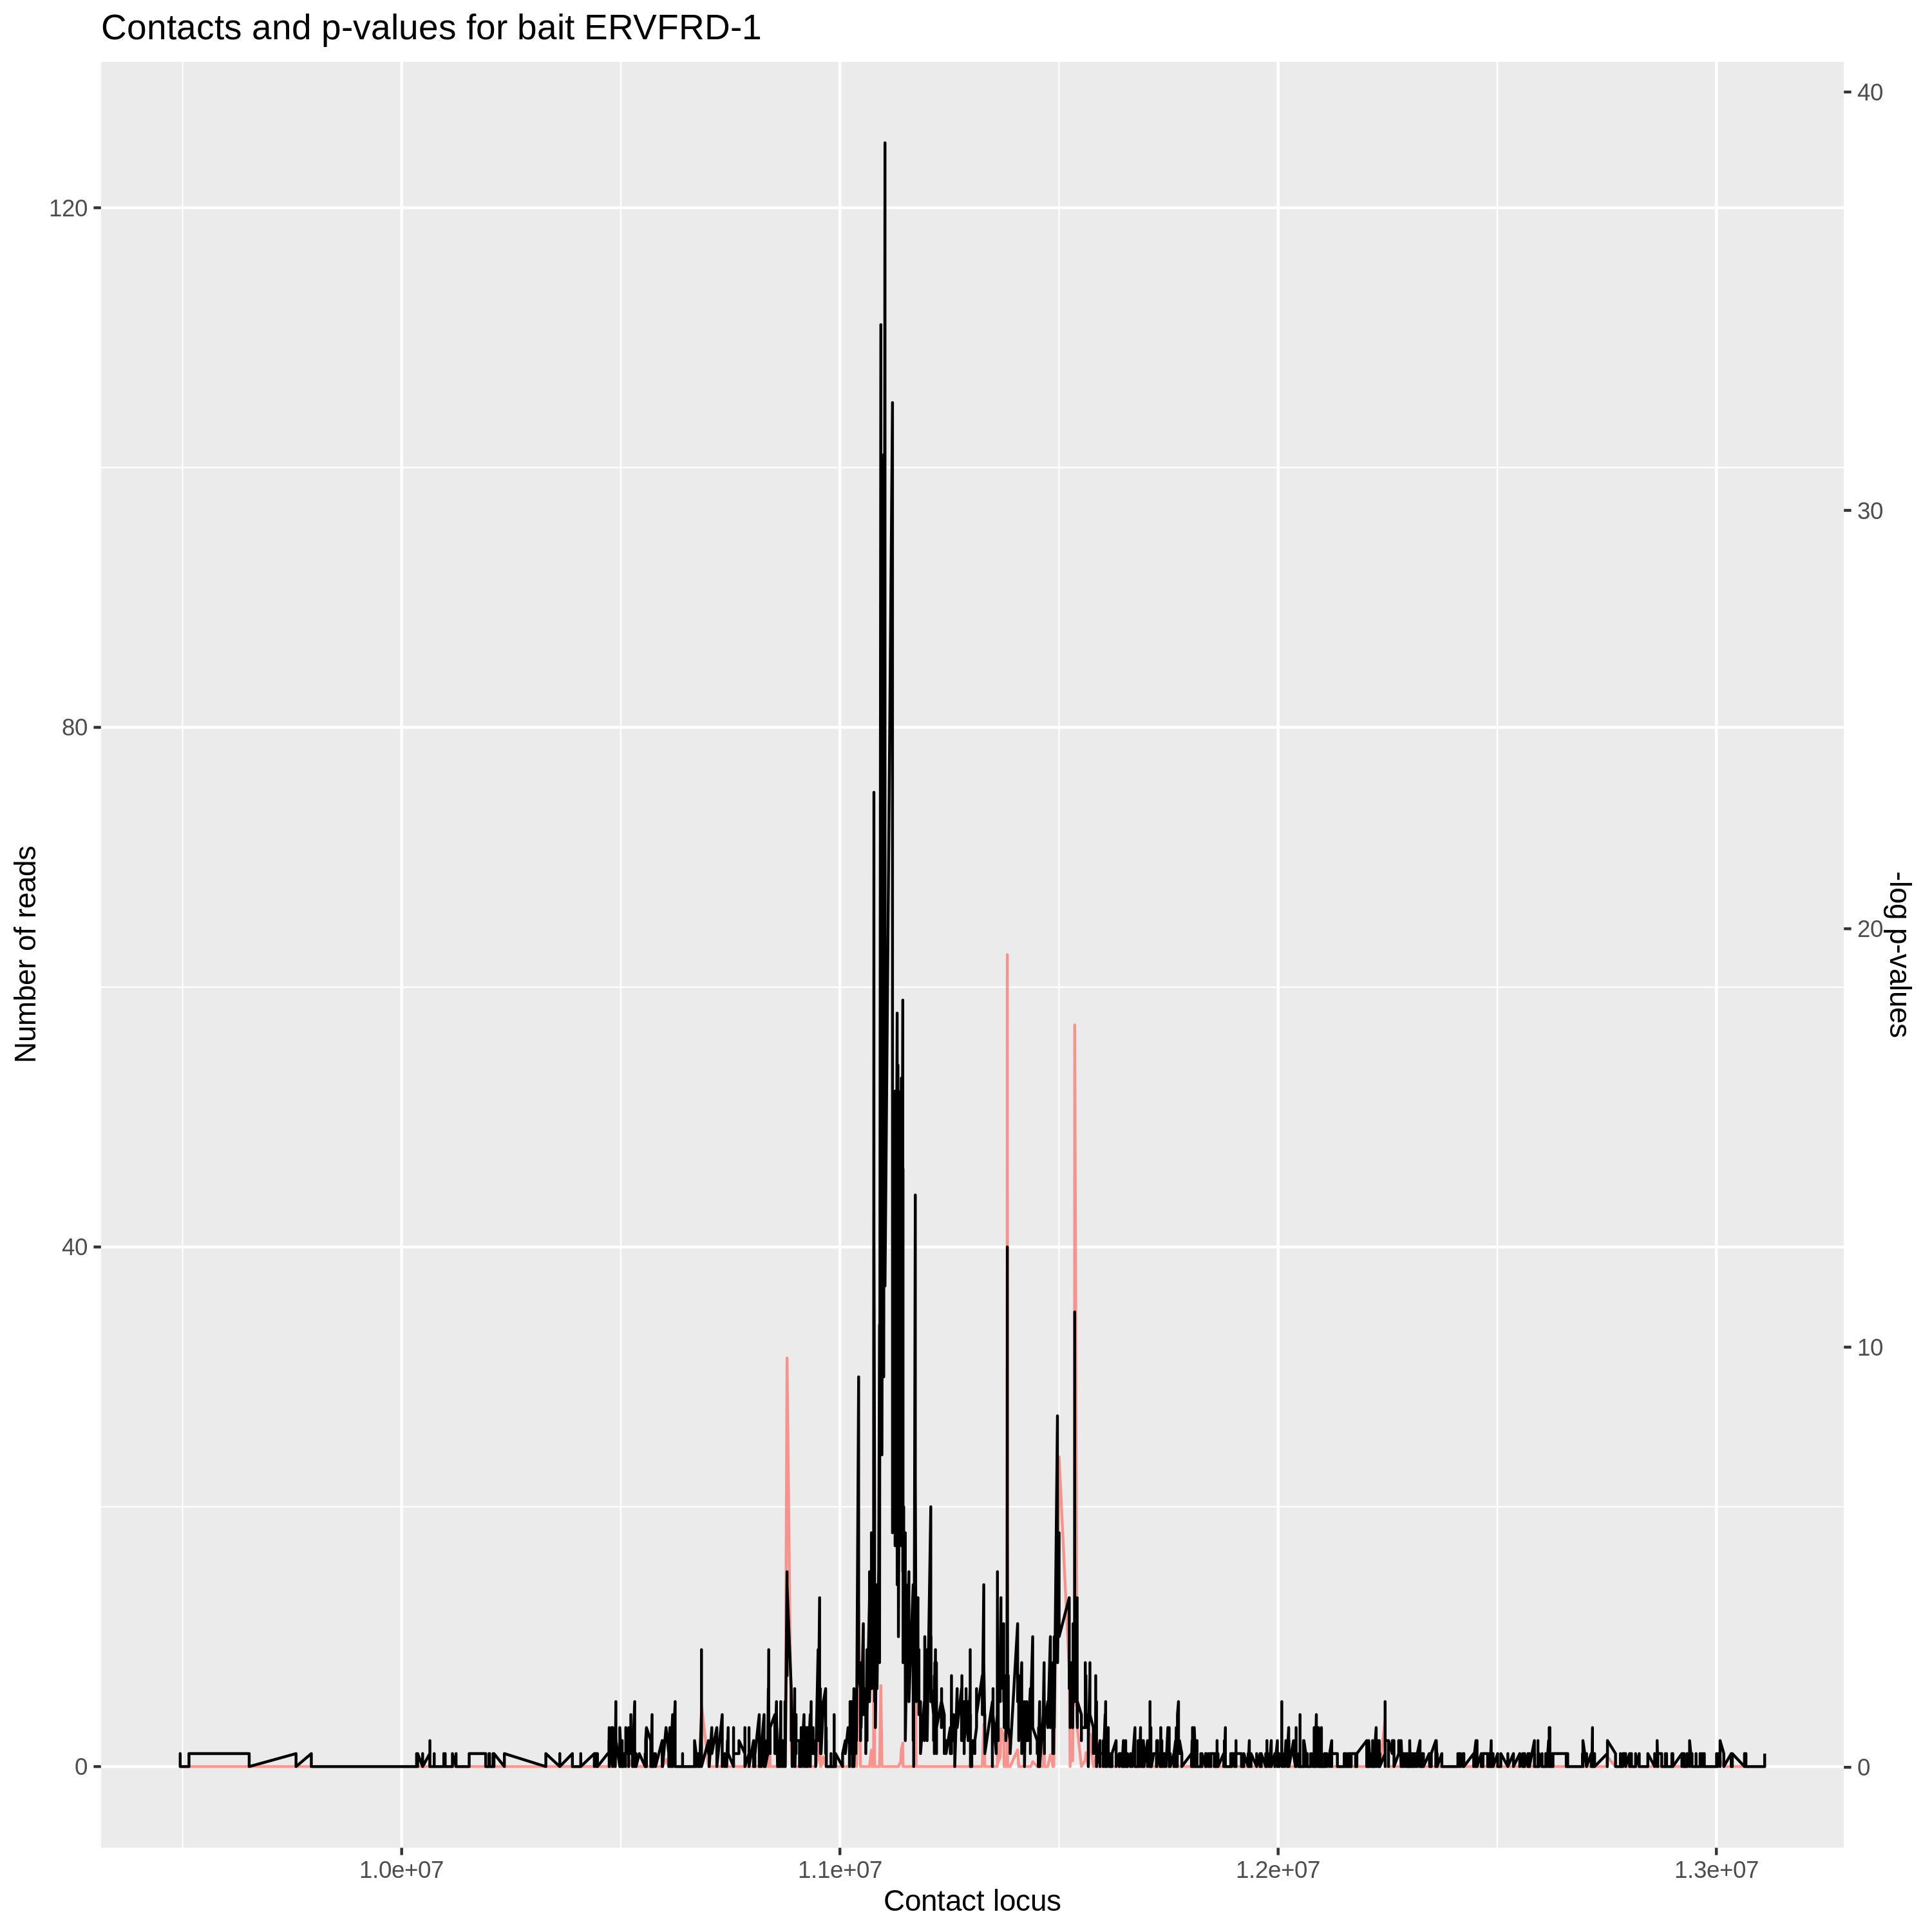 Contacts and p-values for bait ERVFRD-1
120
80
40
0
Number of reads
40
30
20
10
0
-log p-values
1.0e+07
1.1e+07
1.2e+07
1.3e+07
Contact locus